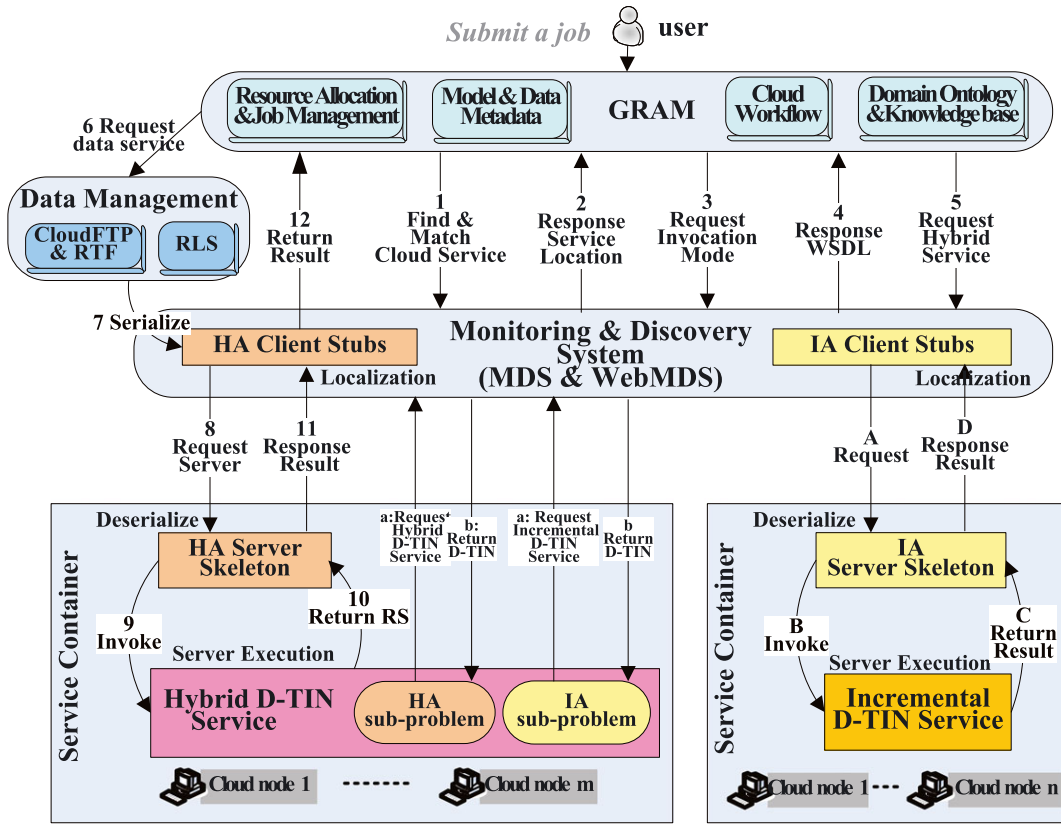 Submit a job
user
Resource Allocation
&Job Management
Model & Data
Metadata
GRAM
Cloud
Workflow
Domain Ontology
&Knowledge base
6 Request
data service
Data Management
CloudFTP
& RTF
RLS
12
Return
Result
1
Find &
Match
Cloud Service
2
Response
Service
Location
3
Request
Invocation
Mode
4
Response
WSDL
5
Request
Hybrid
Service
7 Serialize
HA Client Stubs
Localization
Monitoring & Discovery
System
(MDS & WebMDS)
IA Client Stubs
Localization
8
Request
Server
11
Response
Result
A
Request
D
Response
Result
Service Container
Deserialize
HA Server
Skeleton
a:Request
Hybrid
D-TIN
Service
b:
Return
D-TIN
a: Request
Incremental
D-TIN
Service
b
Return
D-TIN
9
Invoke
10
Return RS
Server Execution
Hybrid D-TIN
Service
HA
sub-problem
IA
sub-problem
Cloud node 1
Cloud node m
Service Container
Deserialize
IA
Server Skeleton
B
Invoke
C
Return
Result
Server Execution
Incremental
D-TIN Service
Cloud node 1
Cloud node n